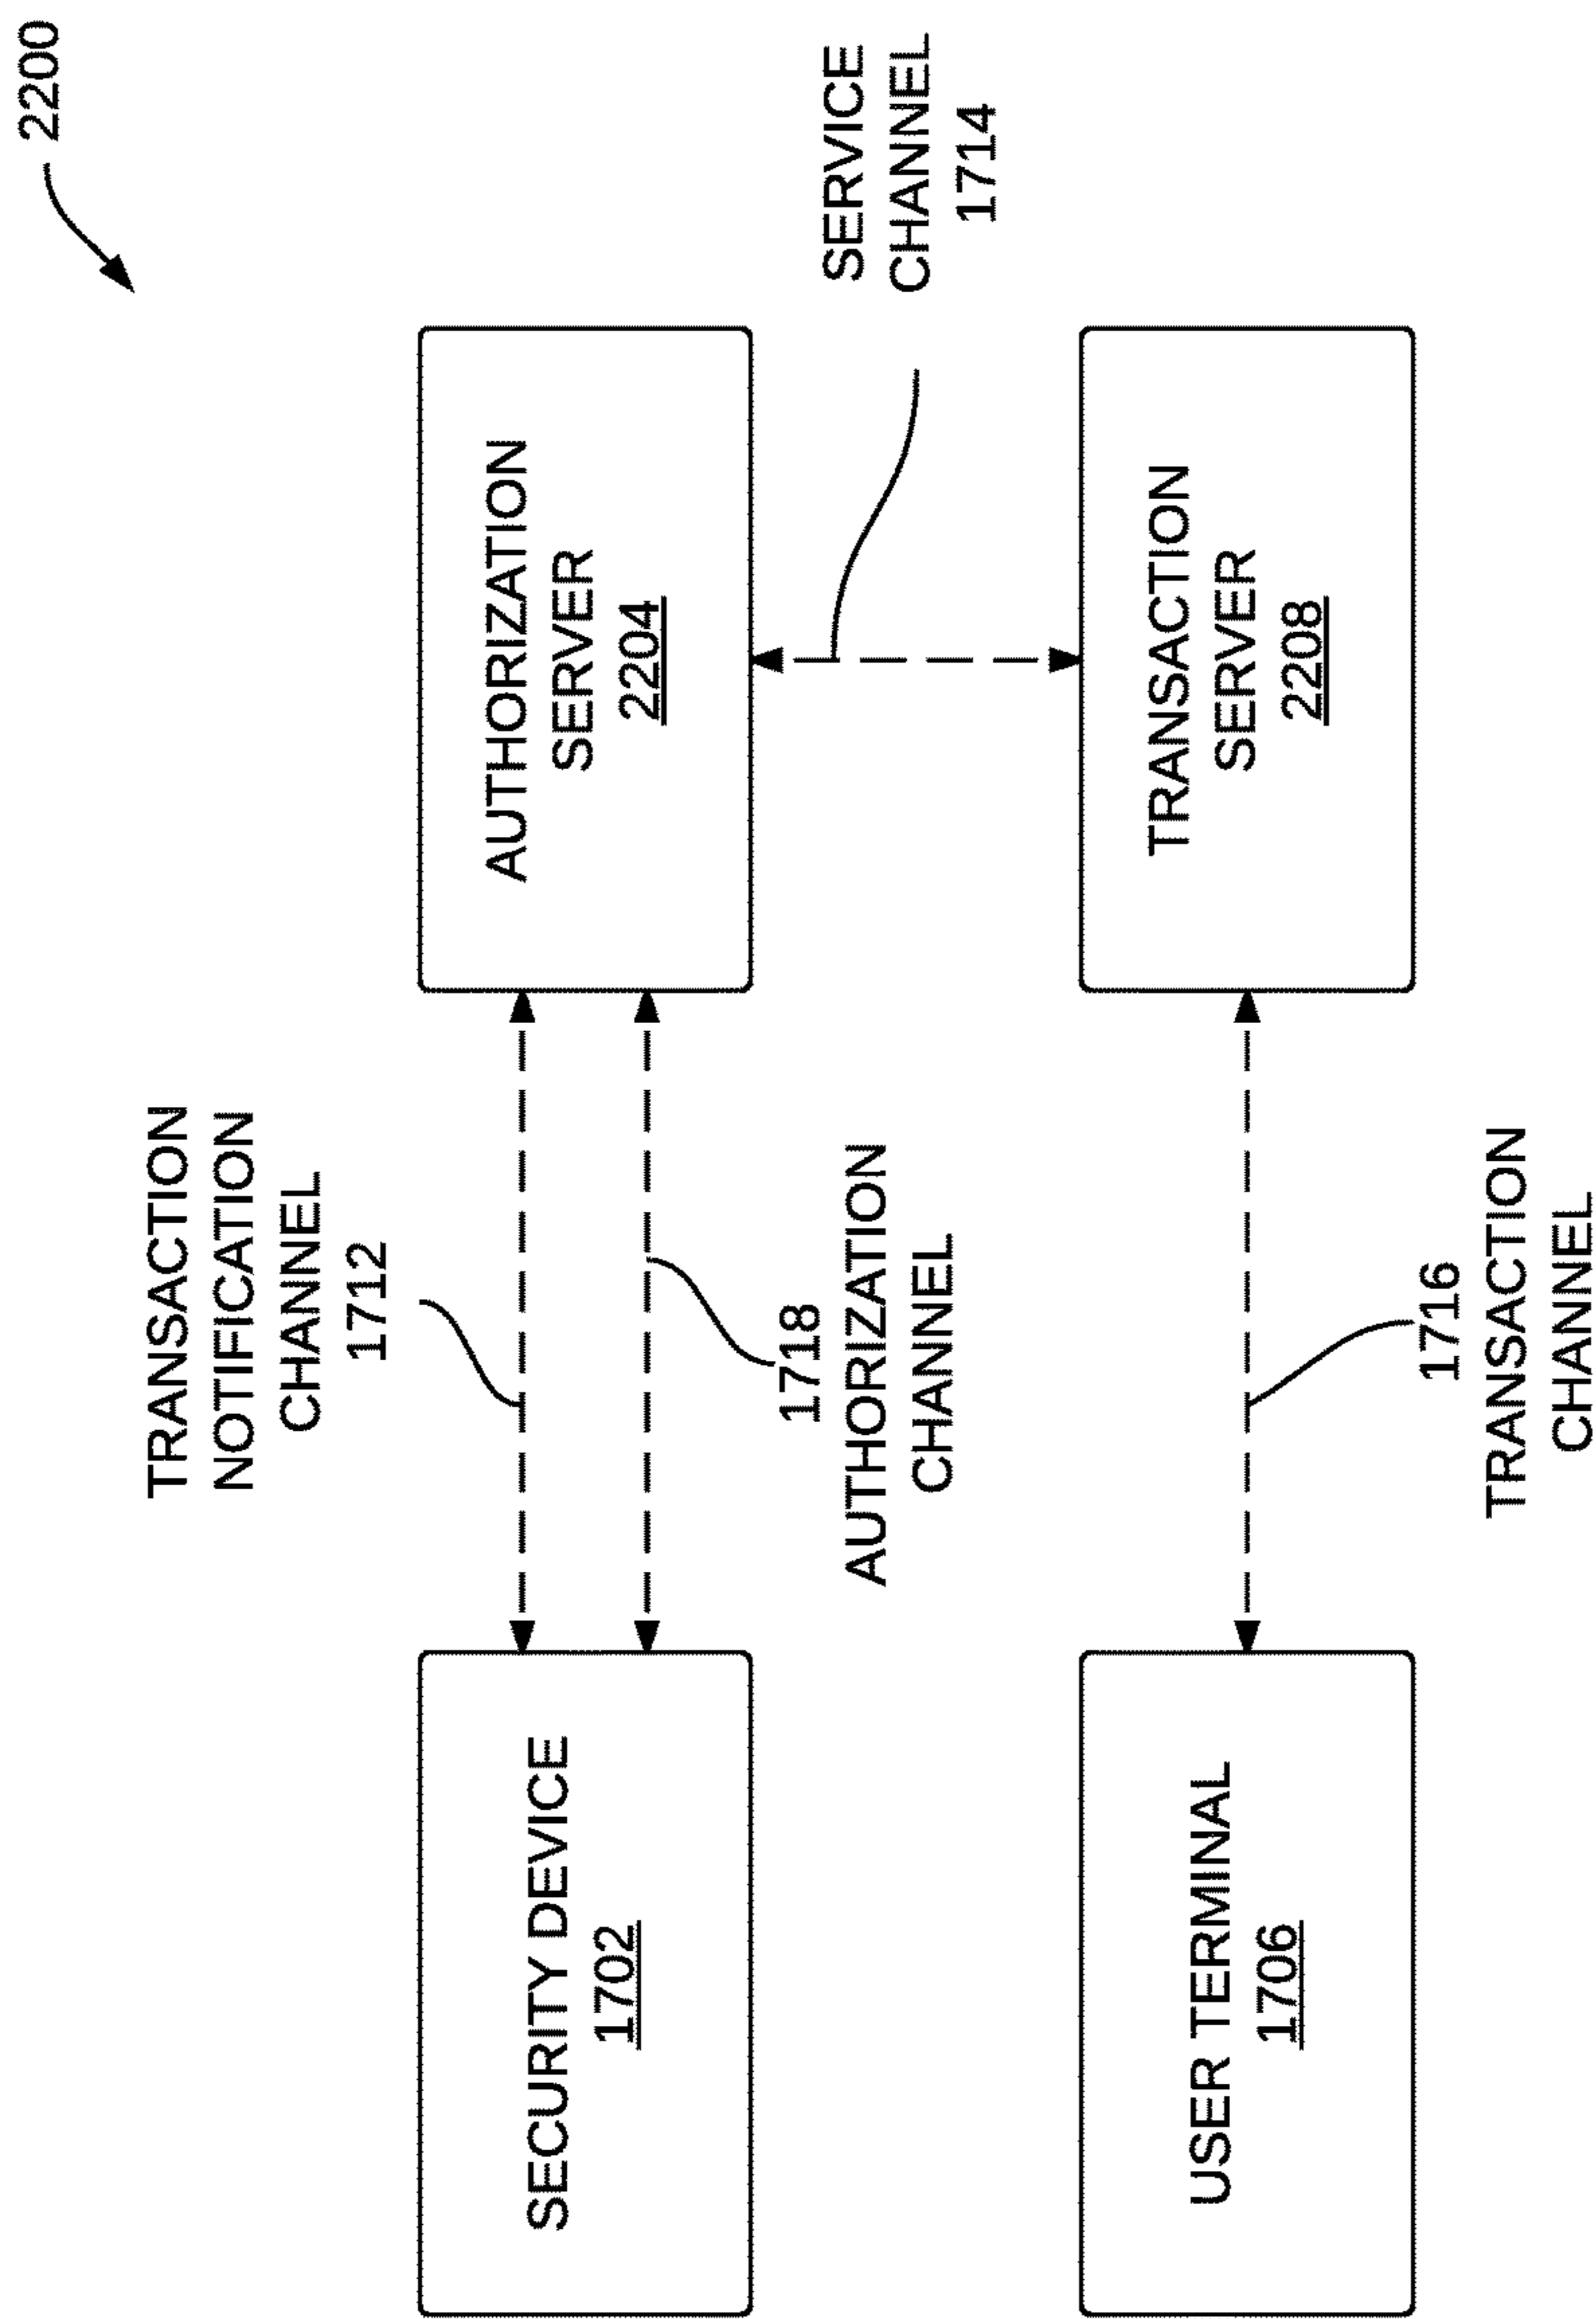 2200
TRANSACTION
NOTIFICATION
CHANNEL
1712
SECURITY DEVICE
1702
AUTHORIZATION
SERVER
2204
1718
AUTHORIZATION
CHANNEL
SERVICE
CHANNEL
1714
USER TERMINAL
1706
TRANSACTION
SERVER
2208
1716
TRANSACTION
CHANNEL